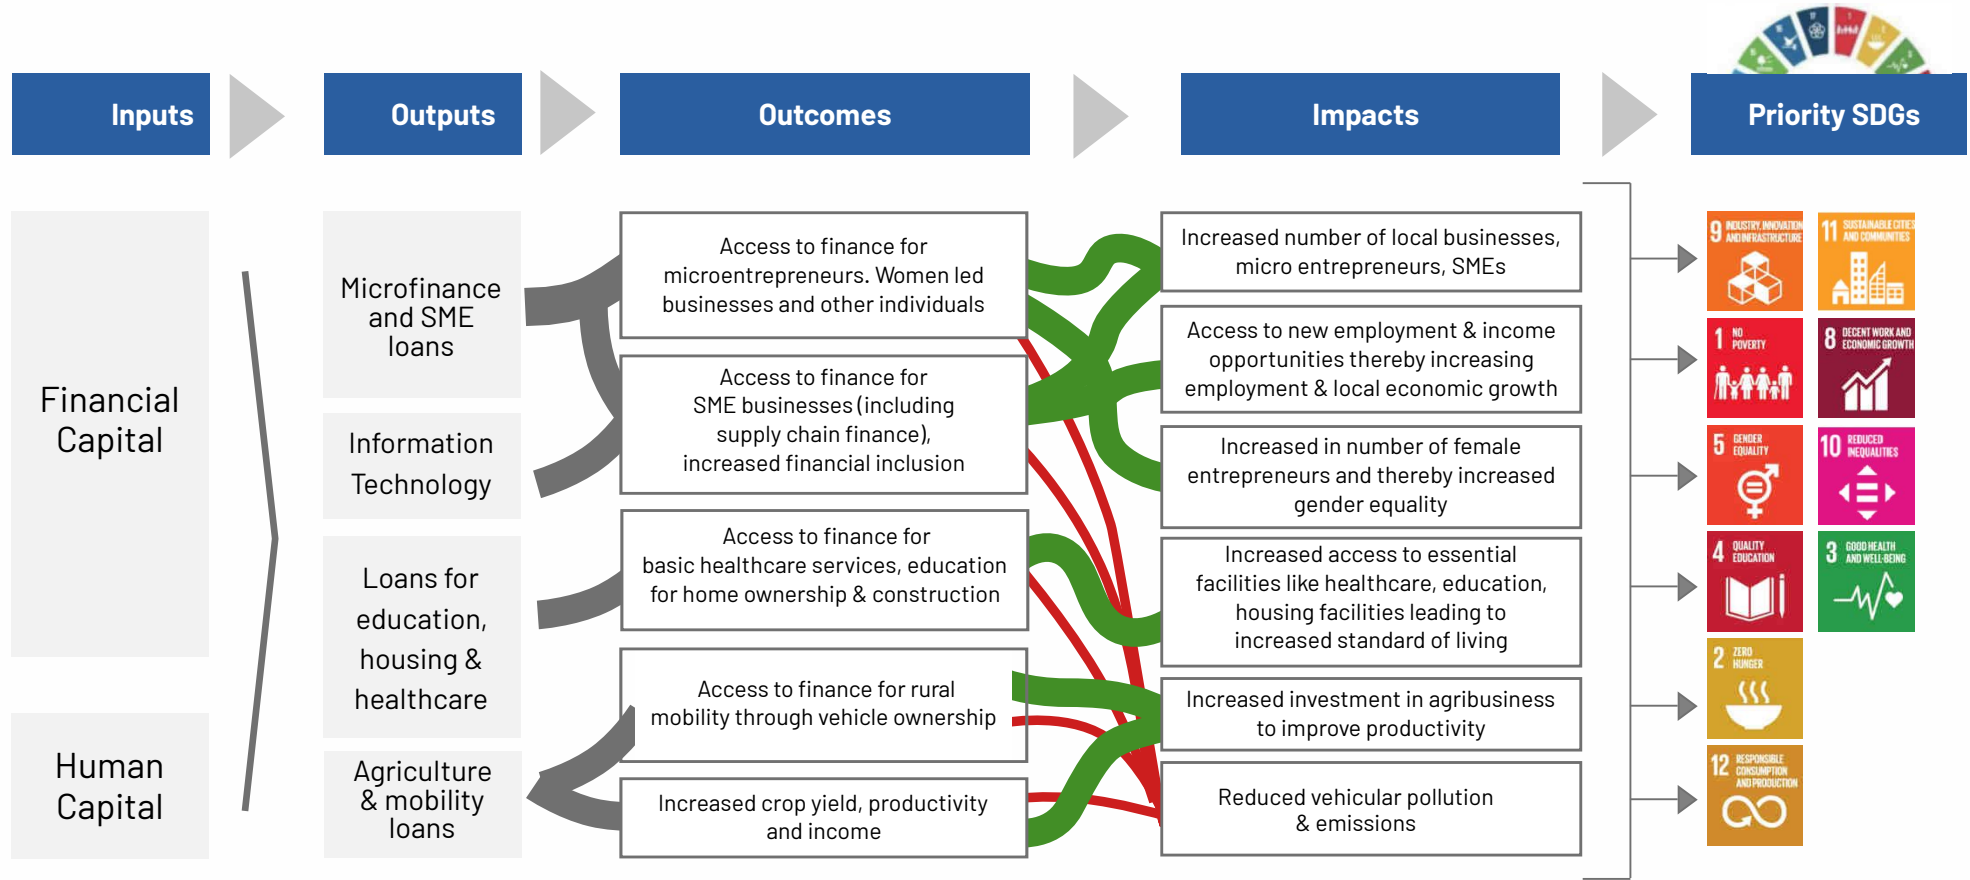 Inputs
Outputs
Outcomes
Impacts
Priority SDGs
Financial
Capital
Human
Capital
Microfinance
and SME
loans
Information
Technology
Loans for
education,
housing &
healthcare
Agriculture
& mobility
loans
Access to finance for
microentrepreneurs. Women led
businesses and other individuals
Access to finance for
SME businesses (including
supply chain finance),
increased financial inclusion
Access to finance for
basic healthcare services, education
for home ownership & construction
Access to finance for rural
mobility through vehicle ownership
Increased crop yield, productivity
and income
Increased number of local businesses,
micro entrepreneurs, SMEs
Access to new employment & income
opportunities thereby increasing
employment & local economic growth
Increased in number of female
entrepreneurs and thereby increased
gender equality
Increased access to essential
facilities like healthcare, education,
housing facilities leading to
increased standard of living
Increased investment in agribusiness
to improve productivity
Reduced vehicular pollution
& emissions
9 INDUSTRY, INNOVATION
AND INFRASTRUCTURE
11 SUSTAINABLE CITIES
AND COMMUNITIES
1 NO
POVERTY
8 DECENT WORK AND
ECONOMIC GROWTH
5 GENDER
EQUALITY
10 REDUCED
INEQUALITIES
4 QUALITY
EDUCATION
3 GOOD HEALTH
AND WELL-BEING
2 ZERO
HUNGER
12 RESPONSIBLE
CONSUMPTION
AND PRODUCTION